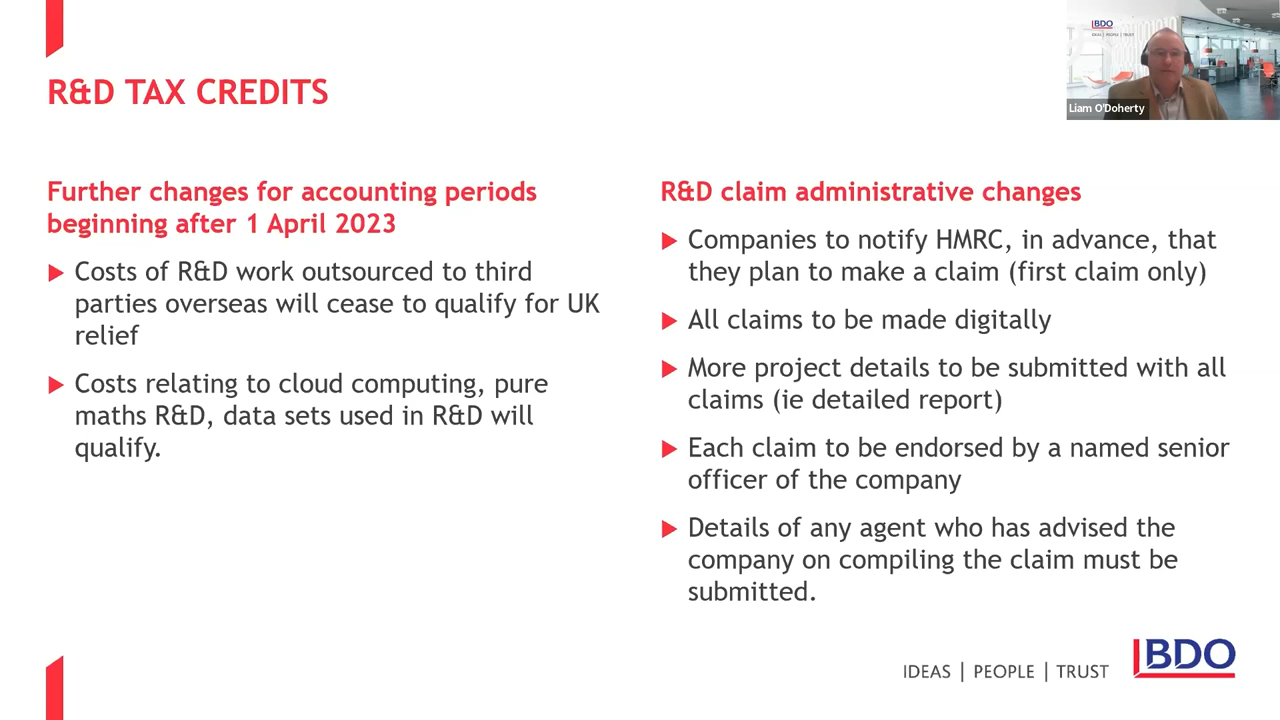 R&D TAX CREDITS
BDO
Liam O'Doherty
Further changes for accounting periods
beginning after 1 April 2023
Costs of R&D work outsourced to third
parties overseas will cease to qualify for UK
relief
Costs relating to cloud computing, pure
maths R&D, data sets used in R&D will
qualify.
R&D claim administrative changes
Companies to notify HMRC, in advance, that
they plan to make a claim (first claim only)
All claims to be made digitally
More project details to be submitted with all
claims (ie detailed report)
Each claim to be endorsed by a named senior
officer of the company
Details of any agent who has advised the
company on compiling the claim must be
submitted.
IDEAS | PEOPLE | TRUST
BDO